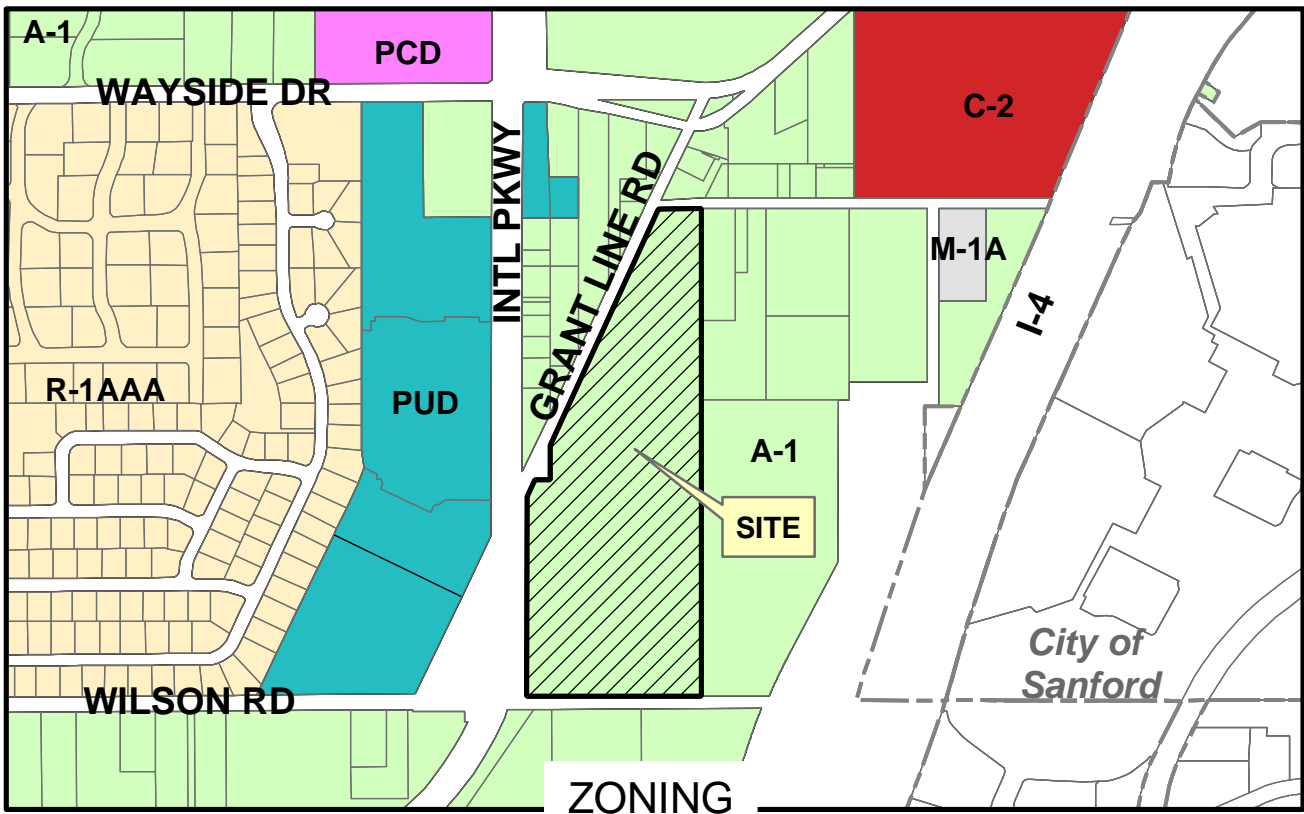 A-1
PCD
WAYSIDE DR
C-2
INTL PKWY
GRANT LINE RD
M-1A
I-4
R-1AAA
PUD
A-1
SITE
City of
Sanford
WILSON RD
ZONING